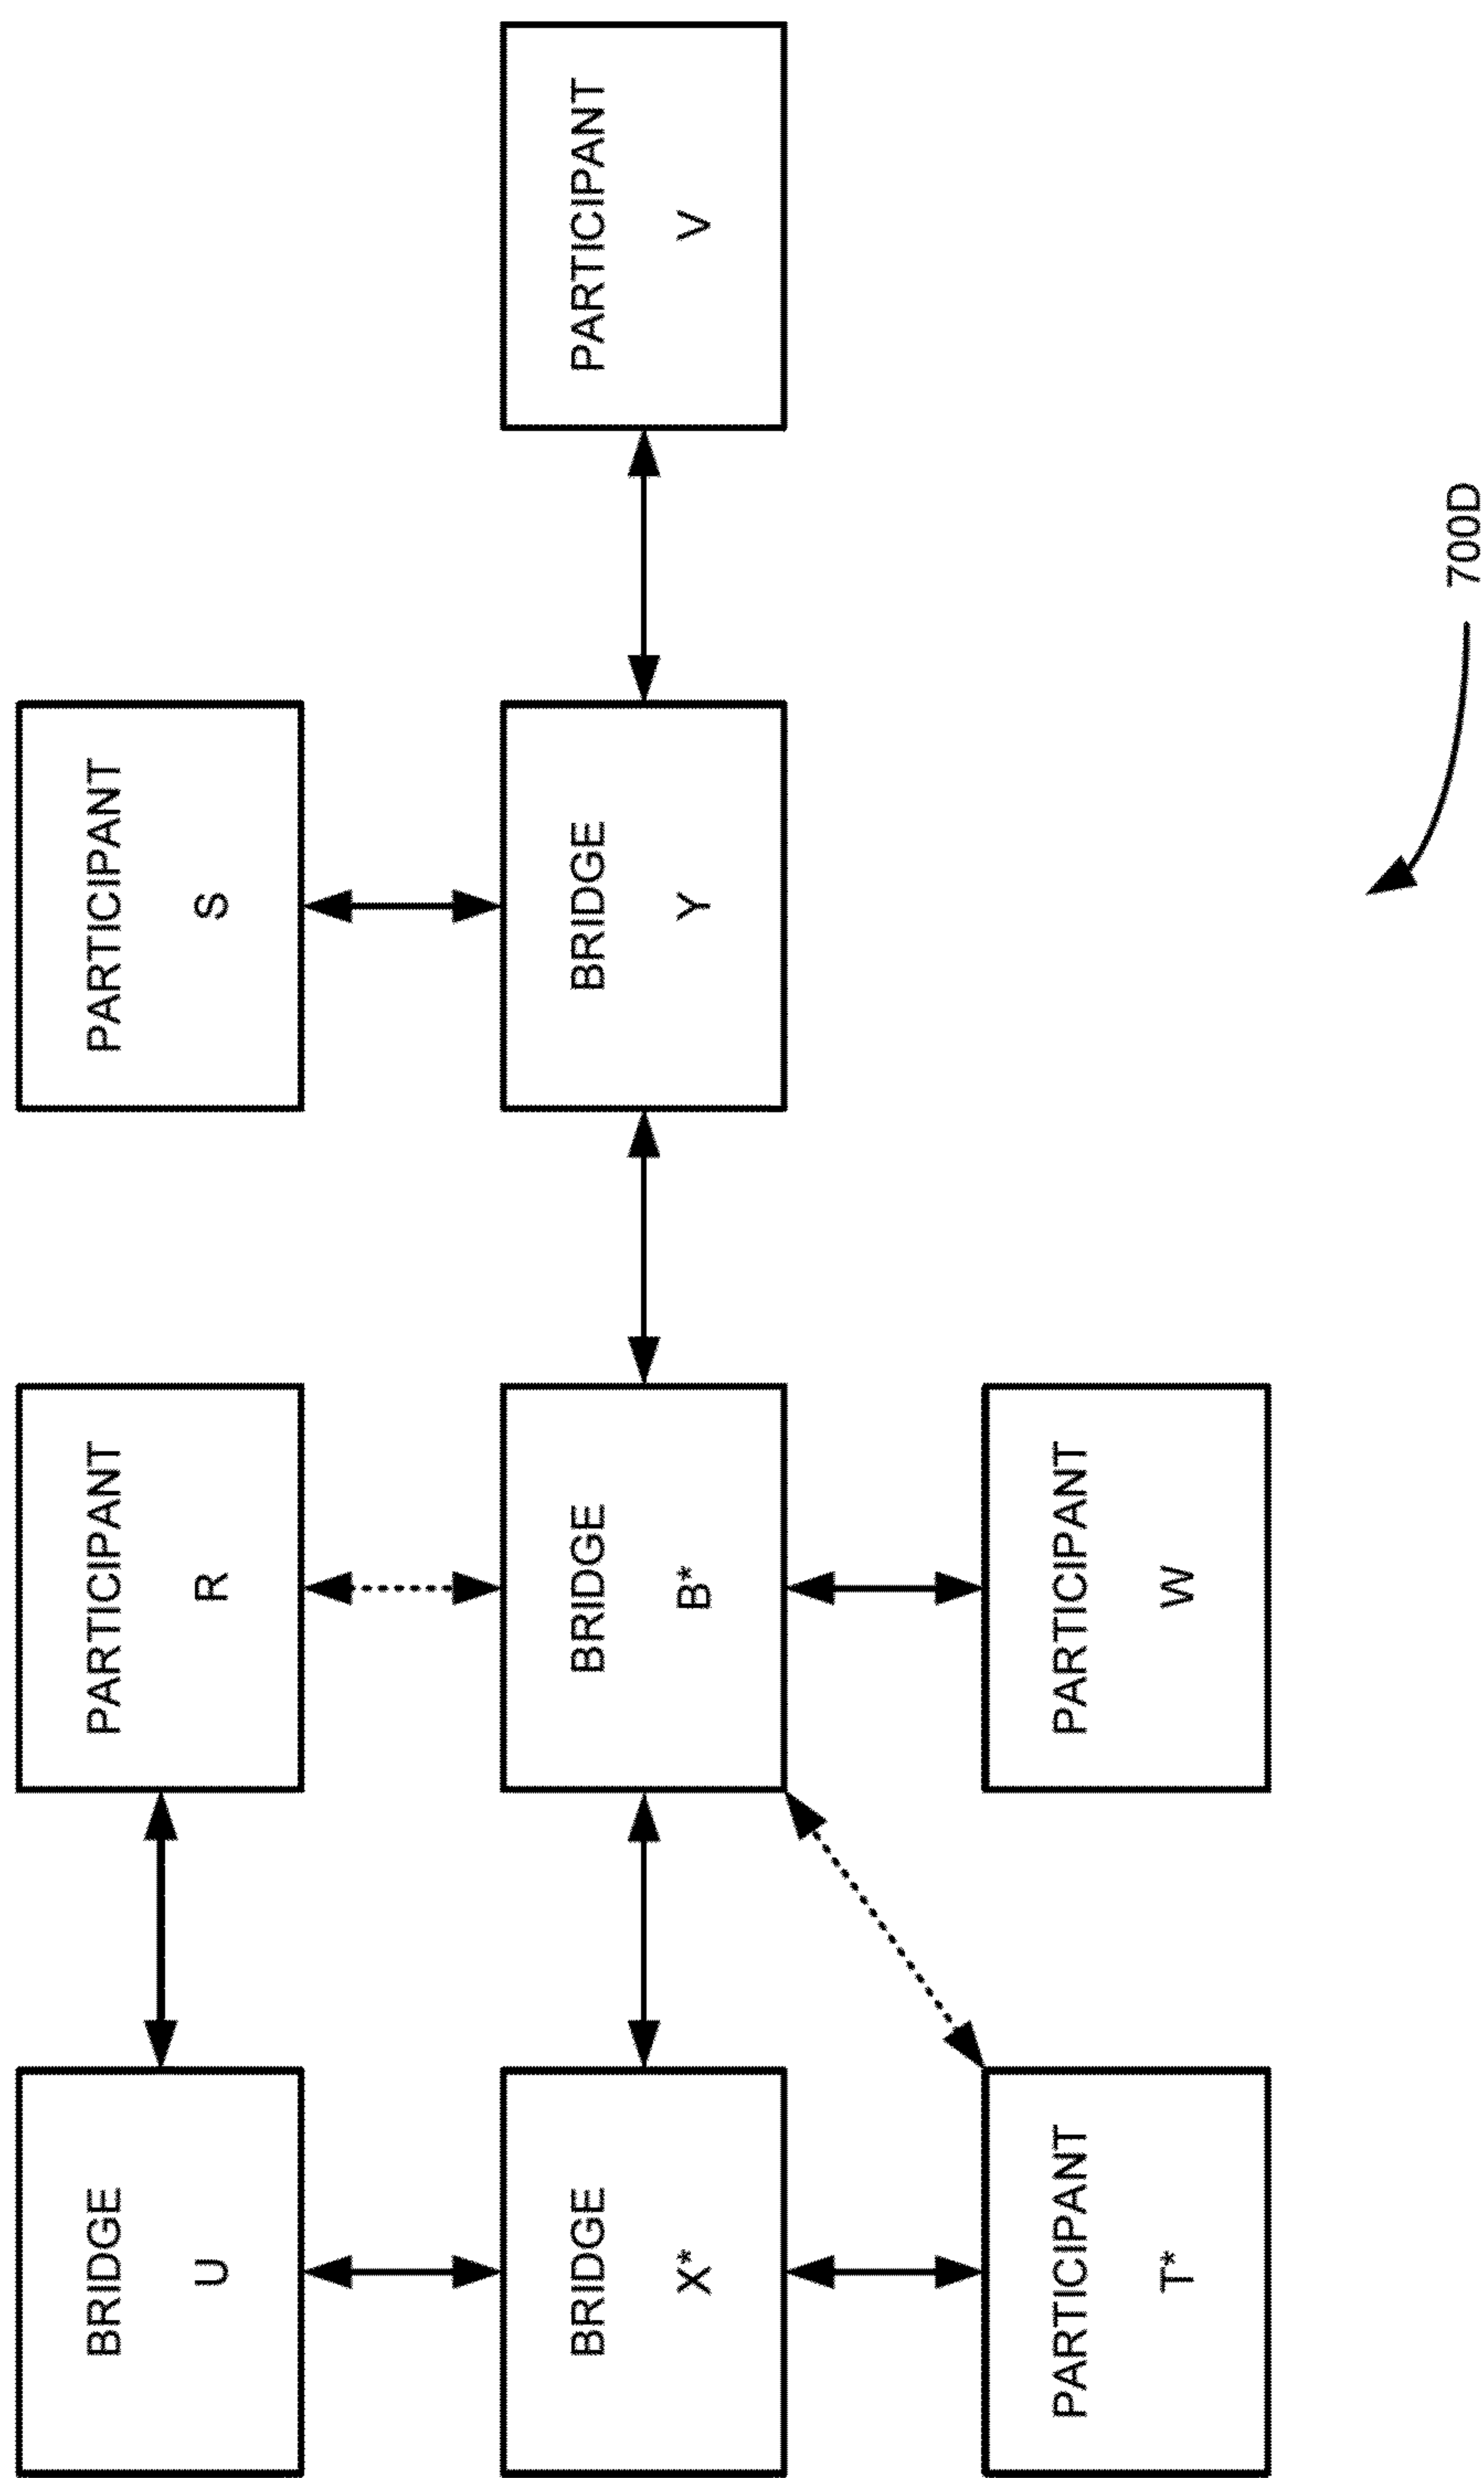 BRIDGE
U
PARTICIPANT
R
PARTICIPANT
S
BRIDGE
X*
BRIDGE
B*
BRIDGE
Y
PARTICIPANT
V
PARTICIPANT
T*
PARTICIPANT
W
700D